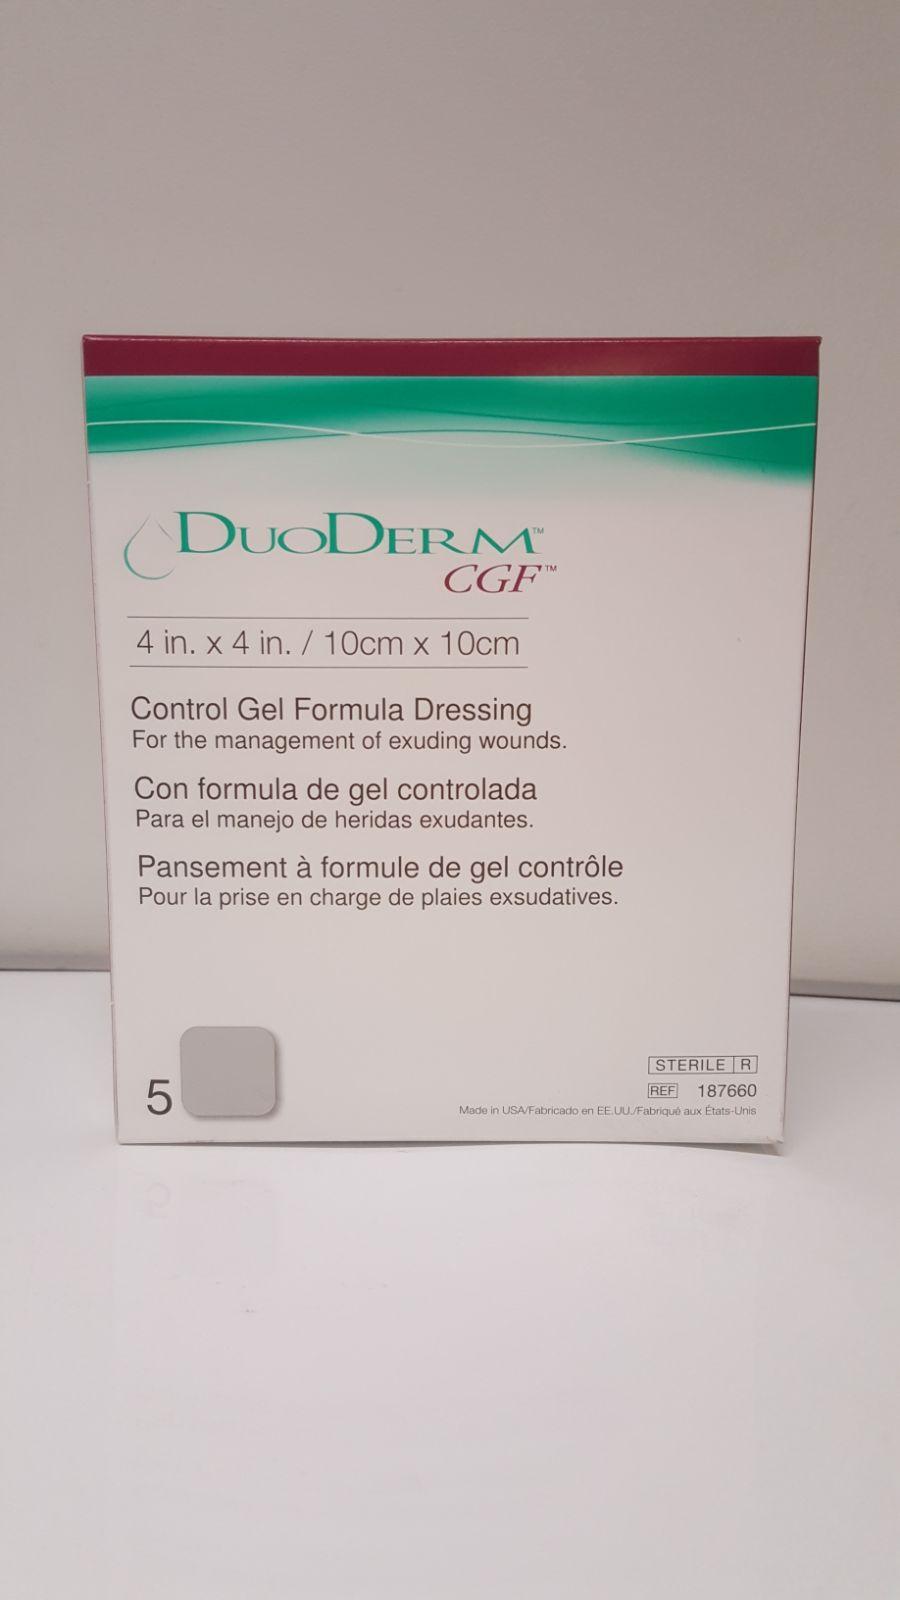 DUODERM™
CGF™
4 in. x 4 in. / 10cm x 10cm
Control Gel Formula Dressing
For the management of exuding wounds.
Con formula de gel controlada
Para el manejo de heridas exudantes.
Pansement à formule de gel contrôle
Pour la prise en charge de plaies exsudatives.
5
STERILE R
REF 187660
Made in USA/Fabricado en EE.UU./Fabriqué aux États-Unis